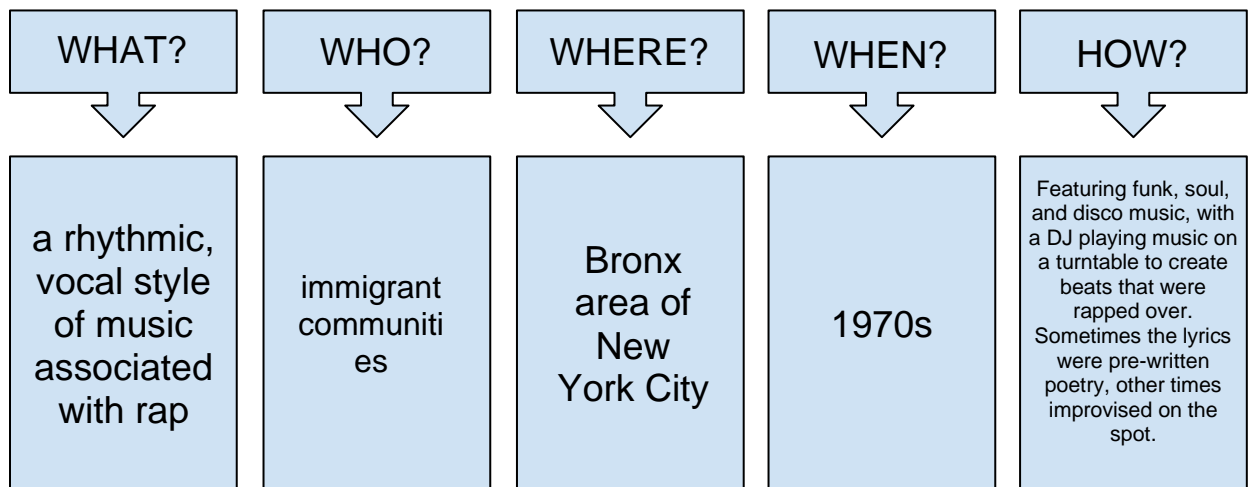 WHAT?
WHO?
WHERE?
WHEN?
HOW?
a rhythmic,
vocal style
of music
associated
with rap
immigrant
communiti
es
Bronx
area of
New
York City
1970s
Featuring funk, soul,
and disco music, with
a DJ playing music on
a turntable to create
beats that were
rapped over.
Sometimes the lyrics
were pre-written
poetry, other times
improvised on the
spot.